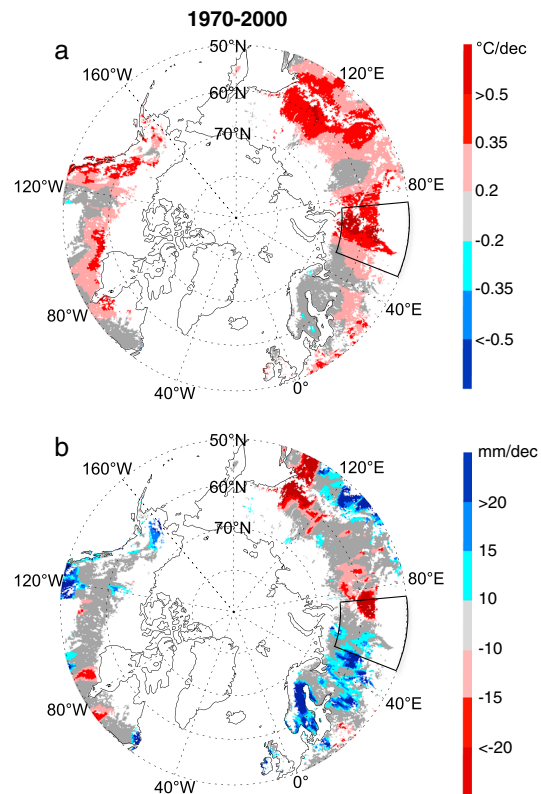 1970-2000
a
50°N
60°N
70°N
160°W
120°W
80°W
40°W
0°
40°E
80°E
120°E
°C/dec
>0.5
0.35
0.2
-0.2
-0.35
<-0.5
b
50°N
60°N
70°N
160°W
120°W
80°W
40°W
0°
40°E
80°E
120°E
mm/dec
>20
15
10
-10
-15
<-20